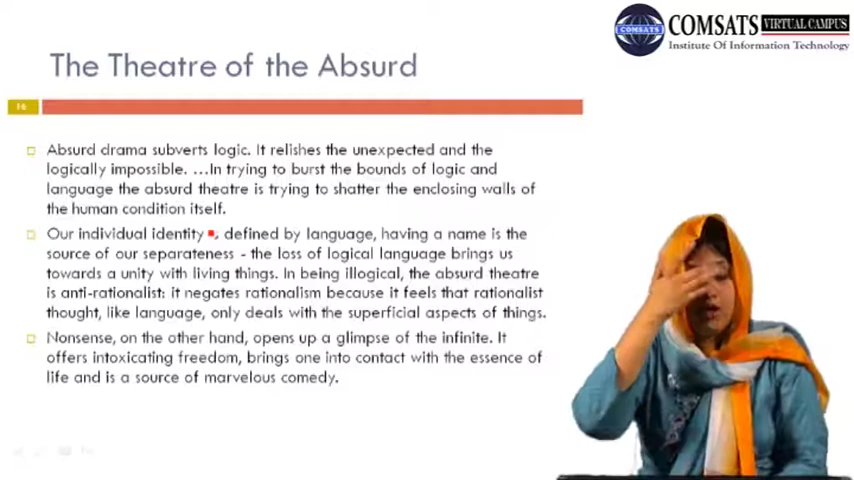 COMSATS VIRTUAL CAMPUS
COMSATS
Institute Of Information Technology
The Theatre of the Absurd
16
Absurd drama subverts logic. It relishes the unexpected and the
logically impossible. ...In trying to burst the bounds of logic and
language the absurd theatre is trying to shatter the enclosing walls of
the human condition itself.
Our individual identity defined by language, having a name is the
source of our separateness - the loss of logical language brings us
towards a unity with living things. In being illogical, the absurd theatre
is anti-rationalist: it negates rationalism because it feels that rationalist
thought, like language, only deals with the superficial aspects of things.
Nonsense, on the other hand, opens up a glimpse of the infinite. It
offers intoxicating freedom, brings one into contact with the essence of
life and is a source of marvelous comedy.